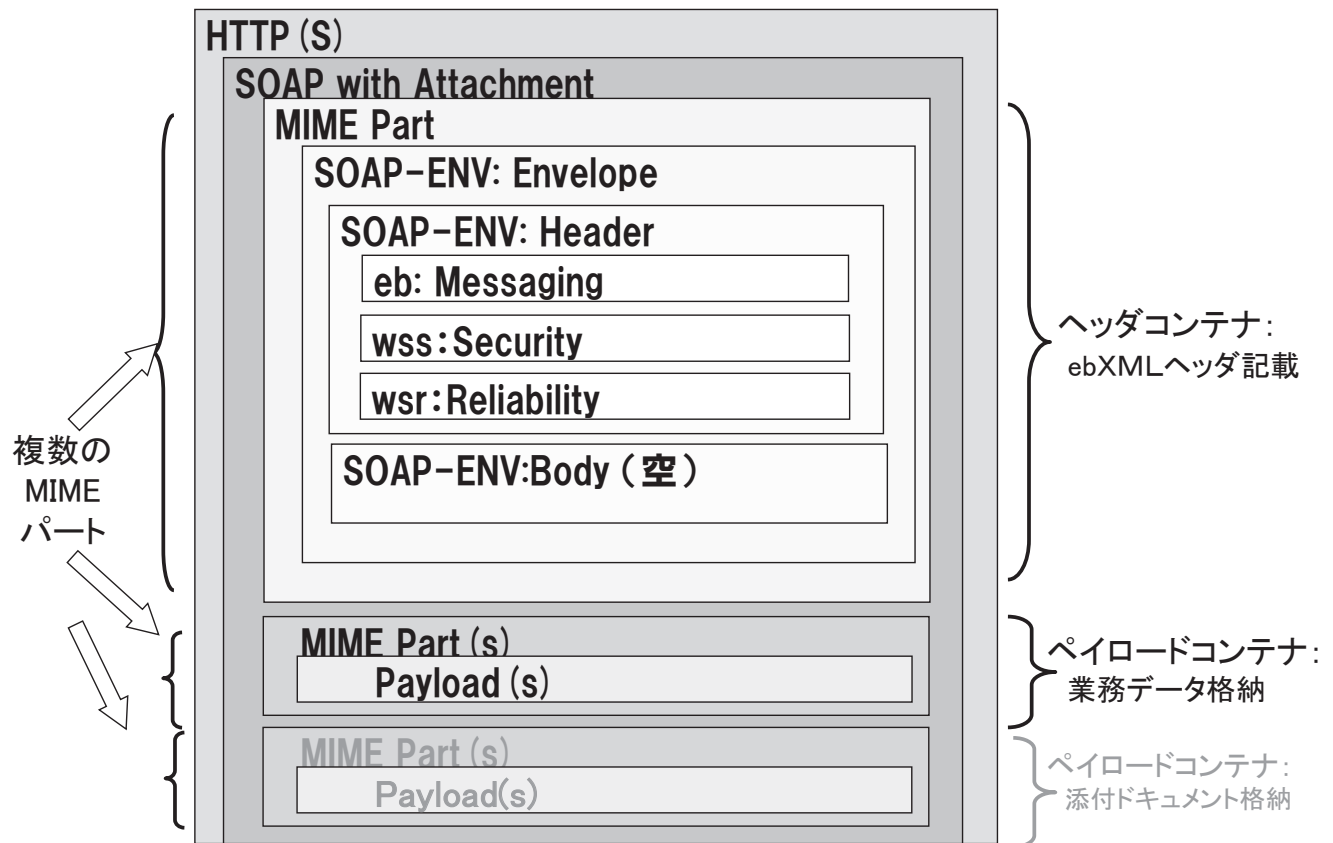 HTTP(S)
SOAP with Attachment
MIME Part
SOAP-ENV: Envelope
SOAP-ENV: Header
eb: Messaging
wss:Security
wsr:Reliability
SOAP-ENV:Body(空)
MIME Part(s)
Payload(s)
MIME Part(s)
Payload(s)
複数の
MIME
パート
ヘッダコンテナ:
ebXMLヘッダ記載
ペイロードコンテナ:
業務データ格納
ペイロードコンテナ:
添付ドキュメント格納